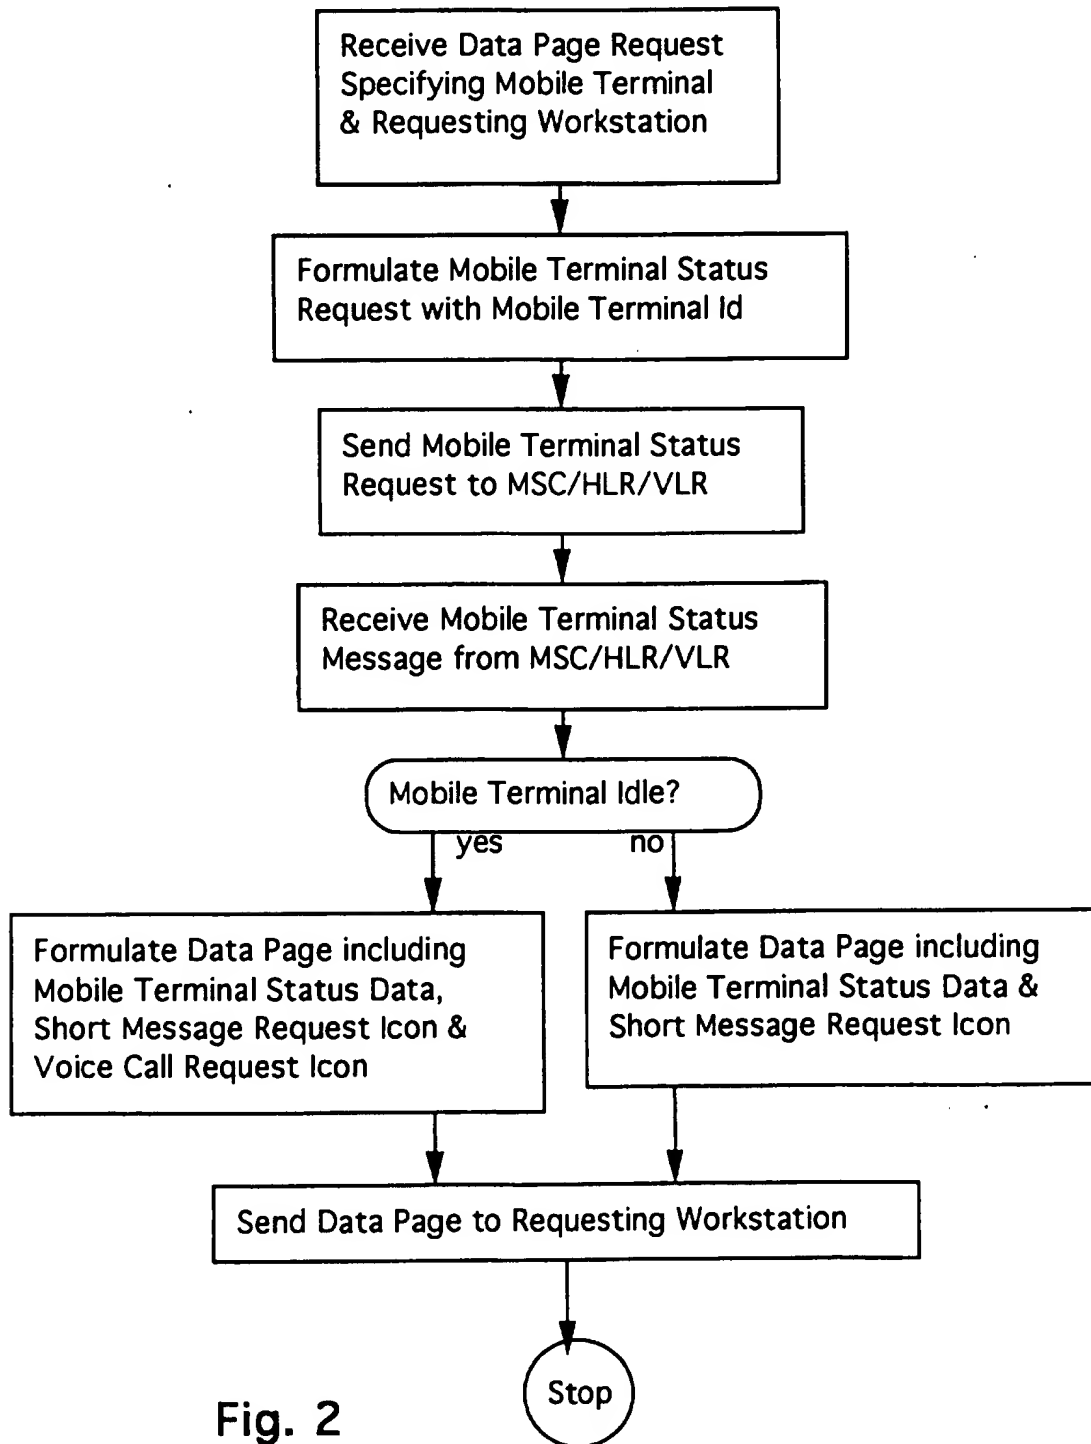 Receive Data Page Request
Specifying Mobile Terminal
& Requesting Workstation
Formulate Mobile Terminal Status
Request with Mobile Terminal Id
Send Mobile Terminal Status
Request to MSC/HLR/VLR
Receive Mobile Terminal Status
Message from MSC/HLR/VLR
Mobile Terminal Idle?
yes
no
Formulate Data Page including
Mobile Terminal Status Data,
Short Message Request Icon &
Voice Call Request Icon
Formulate Data Page including
Mobile Terminal Status Data &
Short Message Request Icon
Send Data Page to Requesting Workstation
Stop
Fig. 2